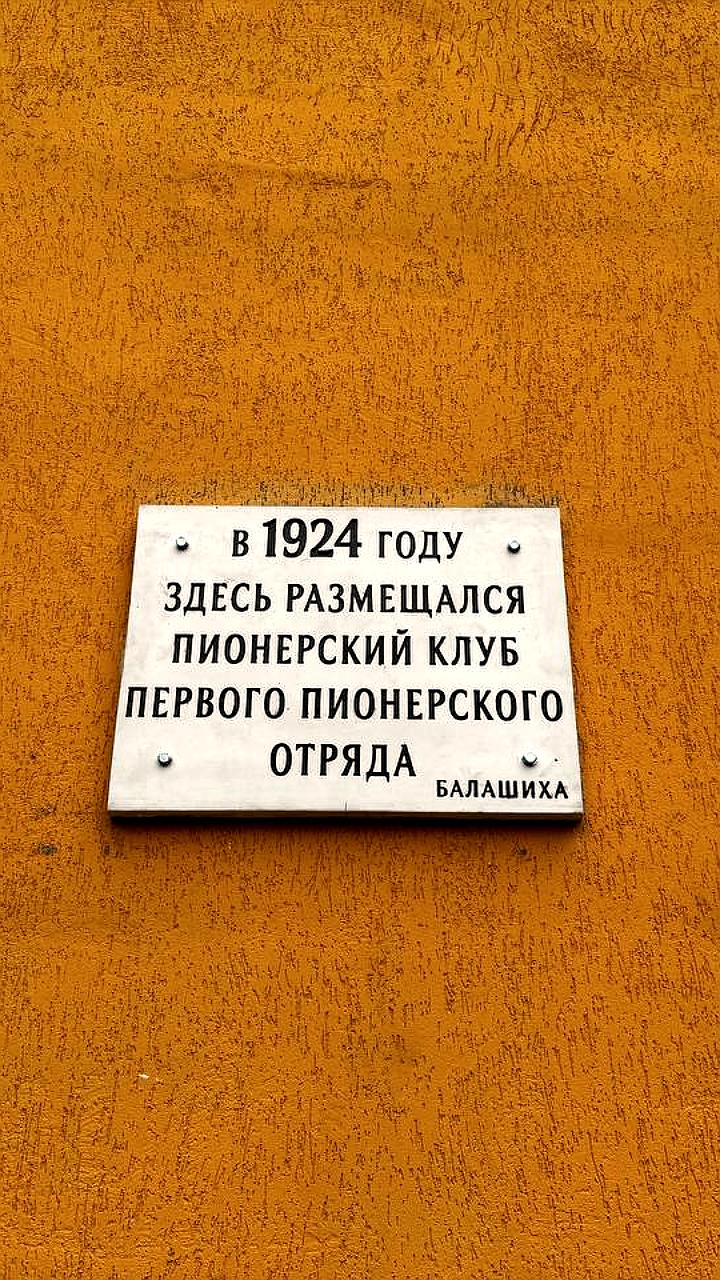 В 1924 ГОДУ
ЗДЕСЬ РАЗМЕЩАЛСЯ
ПИОНЕРСКИЙ КЛУБ
ПЕРВОГО ПИОНЕРСКОГО
ОТРЯДА
БАЛАШИХА